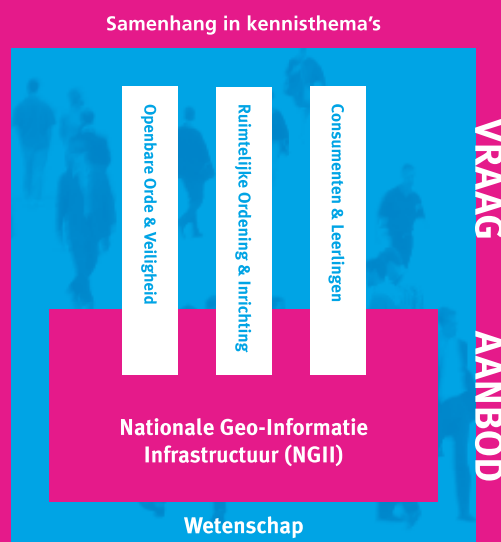 Samenhang in kennisthema’s
Openbare Orde & Veiligheid
Ruimtelijke Ordening & Inrichting
Consumenten & Leerlingen
VRAAG
AANBOD
Nationale Geo-Informatie
Infrastructuur (NGII)
Wetenschap